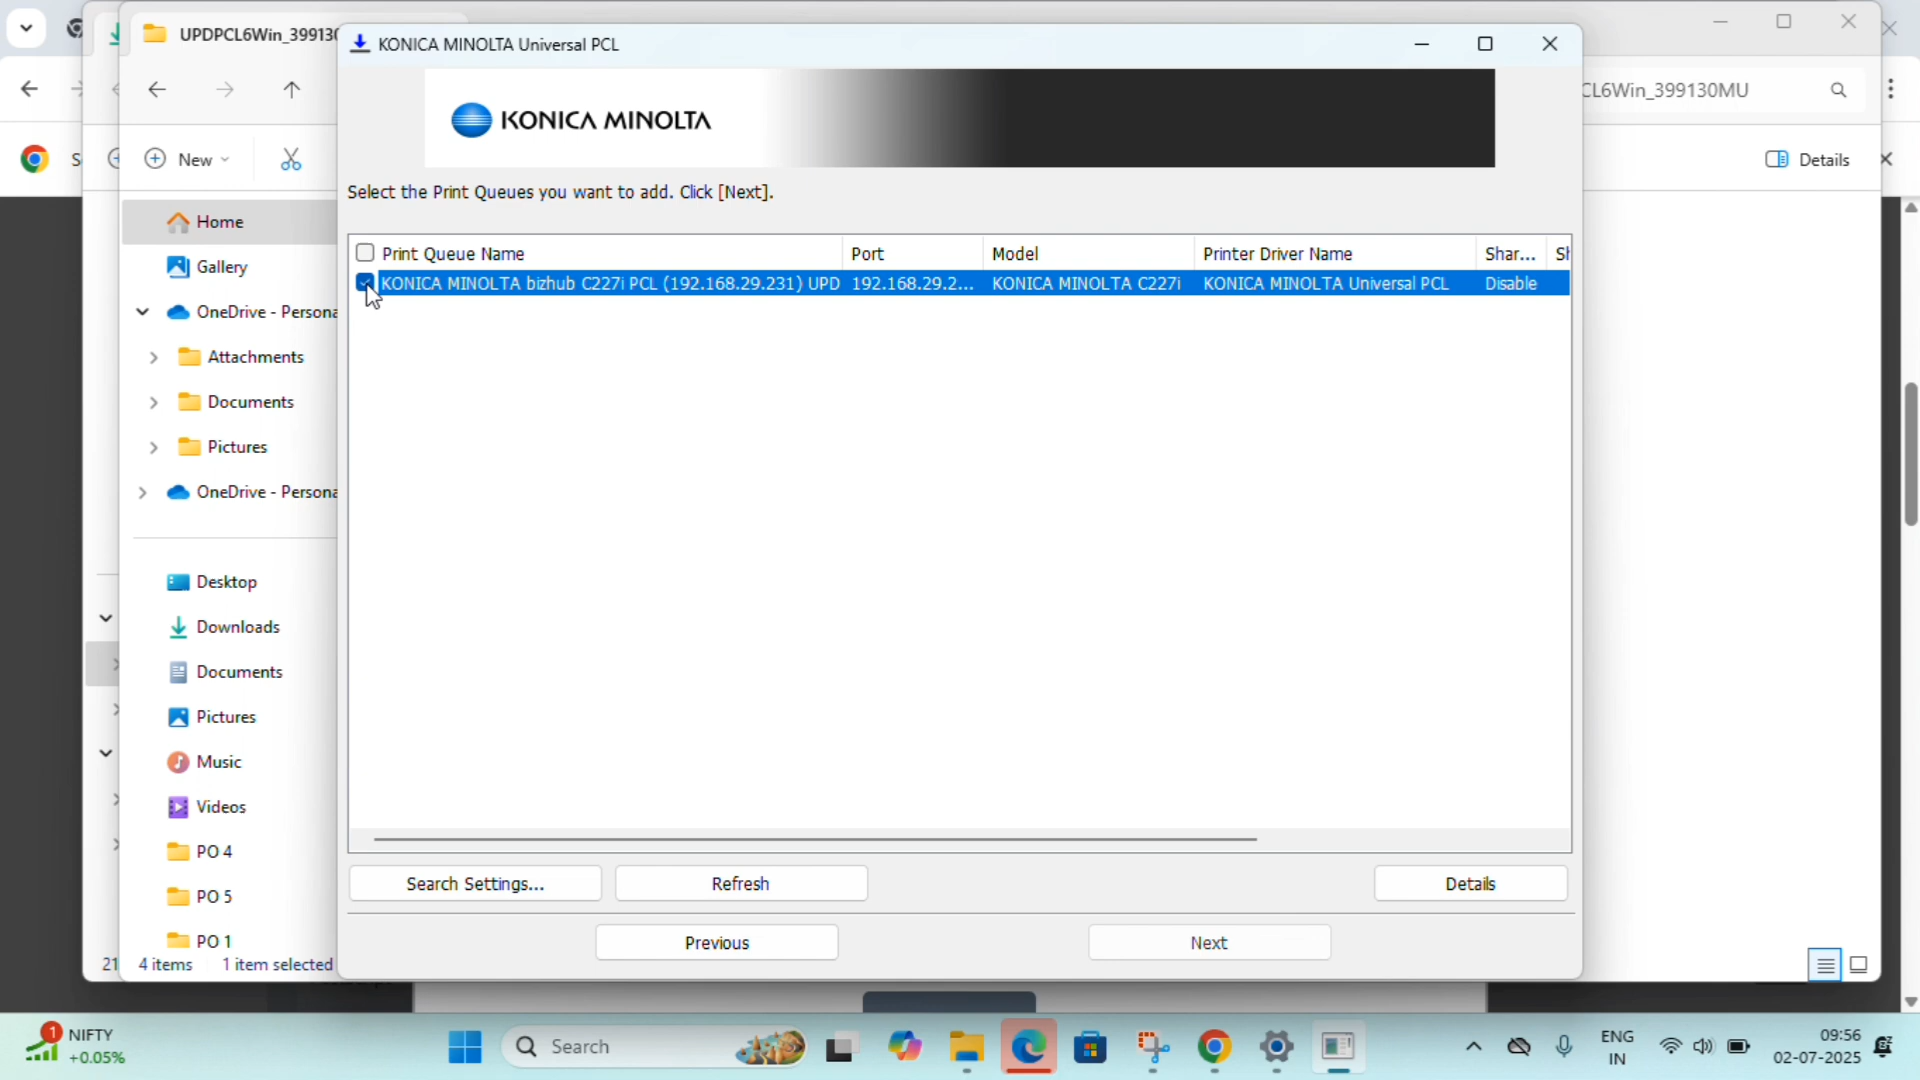 UPDPCL6Win_39913
KONICA MINOLTA Universal PCL
CL6Win_399130MU
KONICA MINOLTA
New
Details
Select the Print Queues you want to add. Click [Next].
Home
Gallery
OneDrive - Persona
Attachments
Documents
Pictures
OneDrive - Persona
Desktop
Downloads
Documents
Pictures
Music
Videos
PO 4
PO 5
PO 1
Print Queue Name Port Model Printer Driver Name Shar... Sh
KONICA MINOLTA bizhub C227i PCL (192.168.29.231) UPD 192.168.29.2... KONICA MINOLTA C227i KONICA MINOLTA Universal PCL Disable
Search Settings... Refresh Details
Previous Next
21 4 items 1 item selected
1 NIFTY
+0.05%
Search
ENG
IN
09:56
02-07-2025